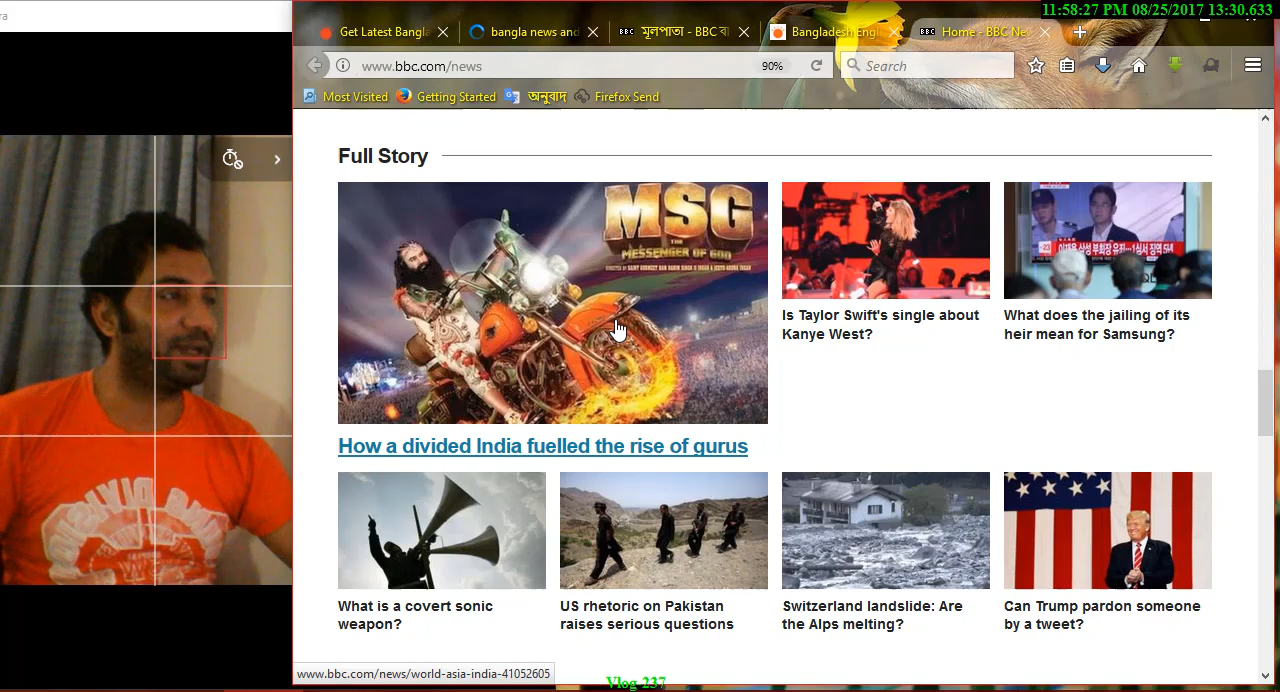 ra
11:58:27 PM 08/25/2017 13:30.633
Get Latest Bangla
bangla news and
BBC মূলপাতা - BBC বা
Bangladesh Engl
BBC Home - BBC Ne
www.bbc.com/news
90%
Search
Most Visited
Getting Started
অনুবাদ
Firefox Send
Full Story
MSG
THE
MESSENGER OF GOD
Is Taylor Swift's single about
Kanye West?
What does the jailing of its
heir mean for Samsung?
How a divided India fuelled the rise of gurus
What is a covert sonic
weapon?
US rhetoric on Pakistan
raises serious questions
Switzerland landslide: Are
the Alps melting?
Can Trump pardon someone
by a tweet?
www.bbc.com/news/world-asia-india-41052605
Vlog-237